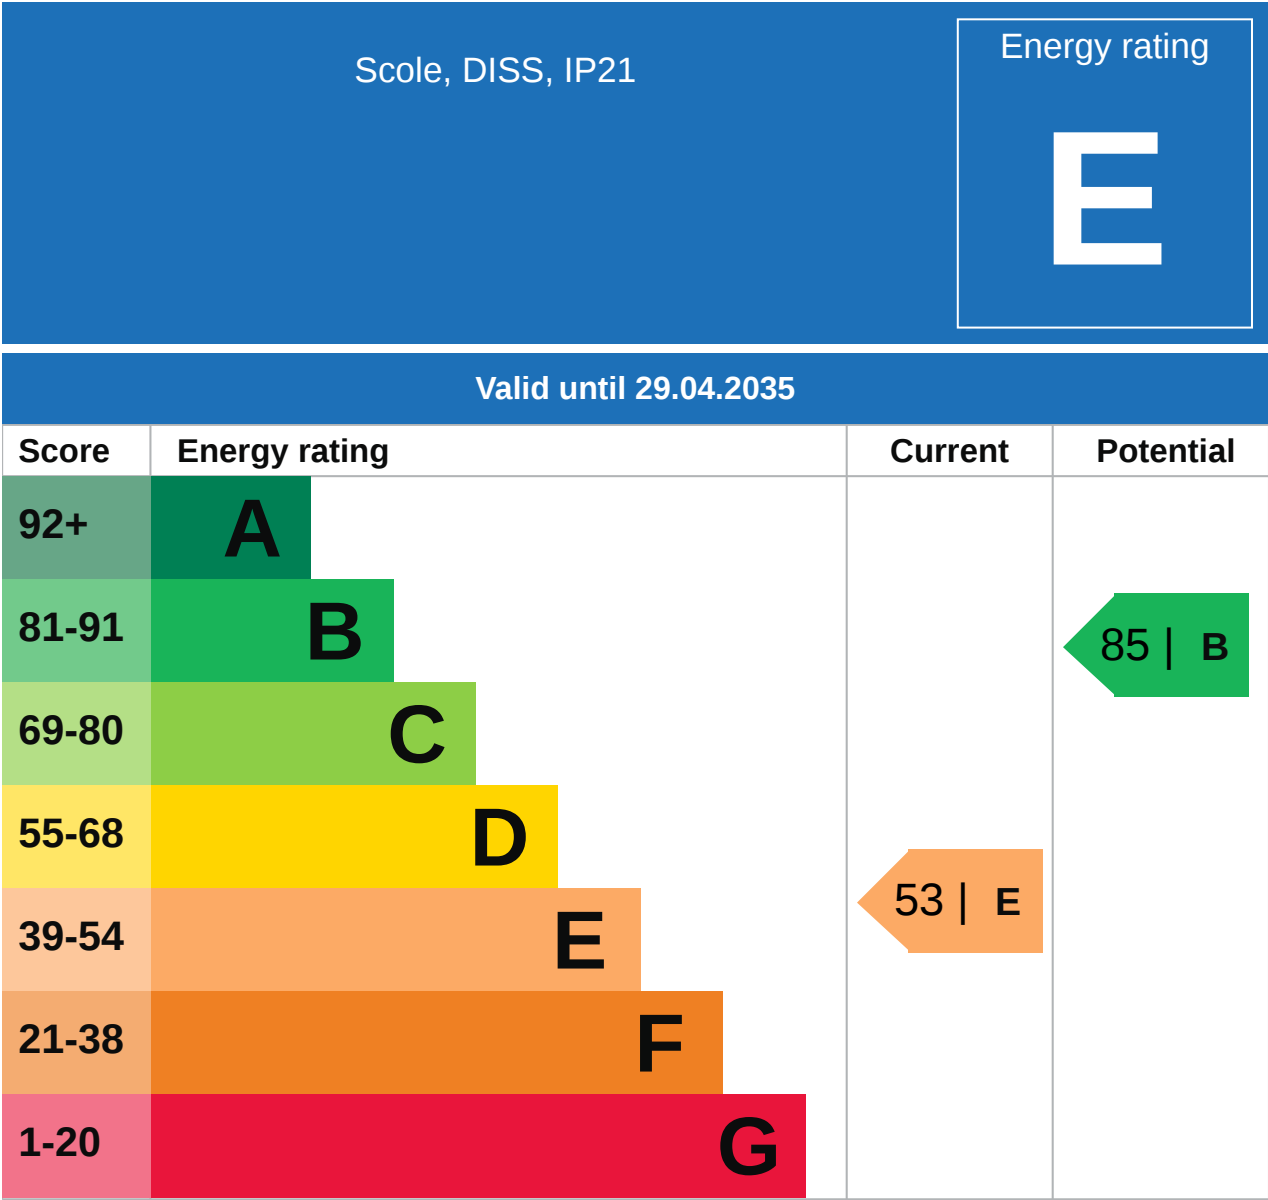 Scole, DISS, IP21
Energy rating
E
Valid until 29.04.2035
Score Energy rating Current Potential
92+ A
81-91 B
85 | B
69-80 C
55-68 D
39-54 E
53 | E
21-38 F
1-20 G